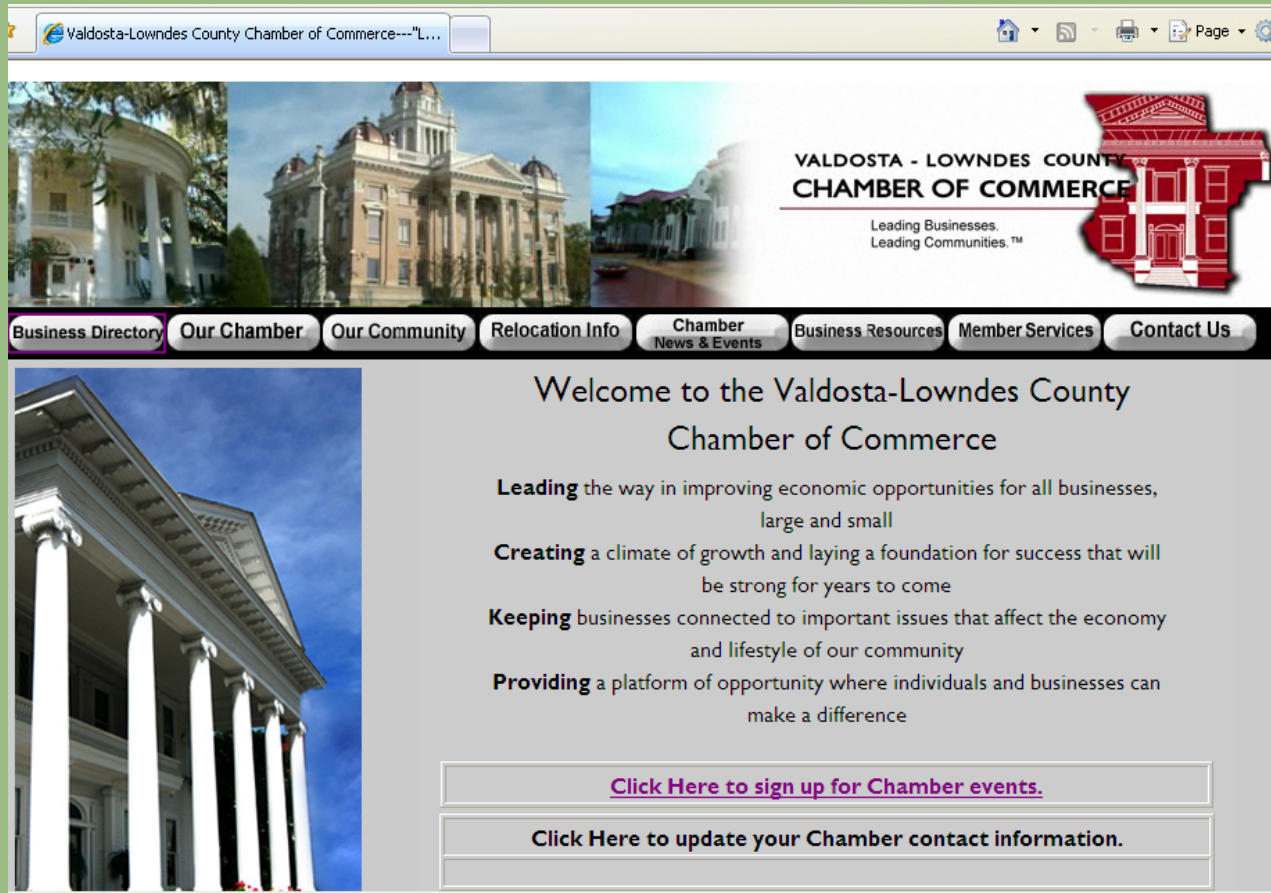 Valdosta-Lowndes County Chamber of Commerce---"L...
Page
VALDOSTA - LOWNDES COUNTY
CHAMBER OF COMMERCE
Leading Businesses.
Leading Communities.™
Business Directory
Our Chamber
Our Community
Relocation Info
Chamber
News & Events
Business Resources
Member Services
Contact Us
Welcome to the Valdosta-Lowndes County
Chamber of Commerce
Leading the way in improving economic opportunities for all businesses,
large and small
Creating a climate of growth and laying a foundation for success that will
be strong for years to come
Keeping businesses connected to important issues that affect the economy
and lifestyle of our community
Providing a platform of opportunity where individuals and businesses can
make a difference
Click Here to sign up for Chamber events.
Click Here to update your Chamber contact information.